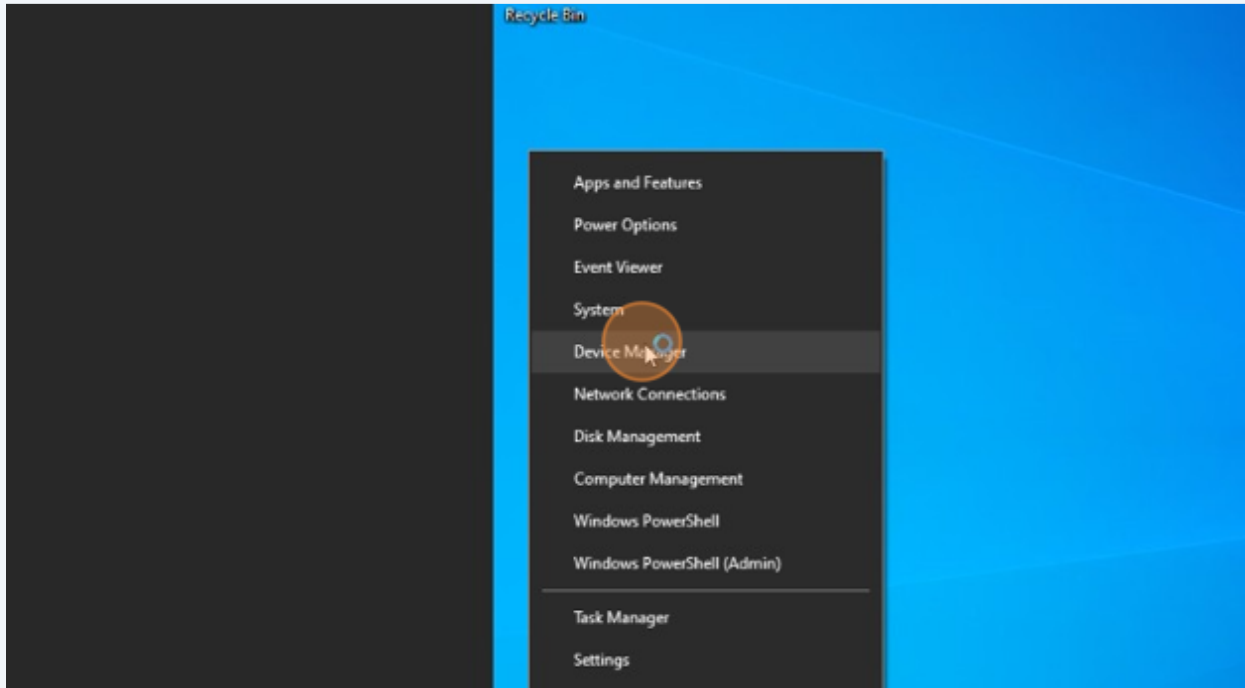 Recycle Bin
Apps and Features
Power Options
Event Viewer
System
Device Manager
Network Connections
Disk Management
Computer Management
Windows PowerShell
Windows PowerShell (Admin)
Task Manager
Settings